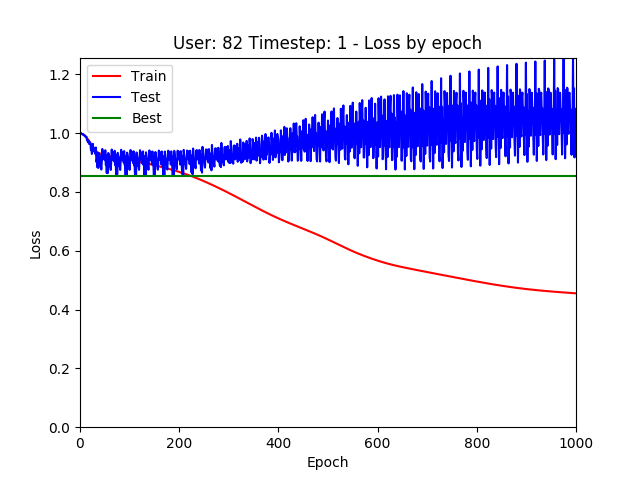 User: 82 Timestep: 1 - Loss by epoch
Train
Test
Best
1.2
1.0
0.8
0.6
0.4
0.2
0.0
Loss
0 200 400 600 800 1000
Epoch